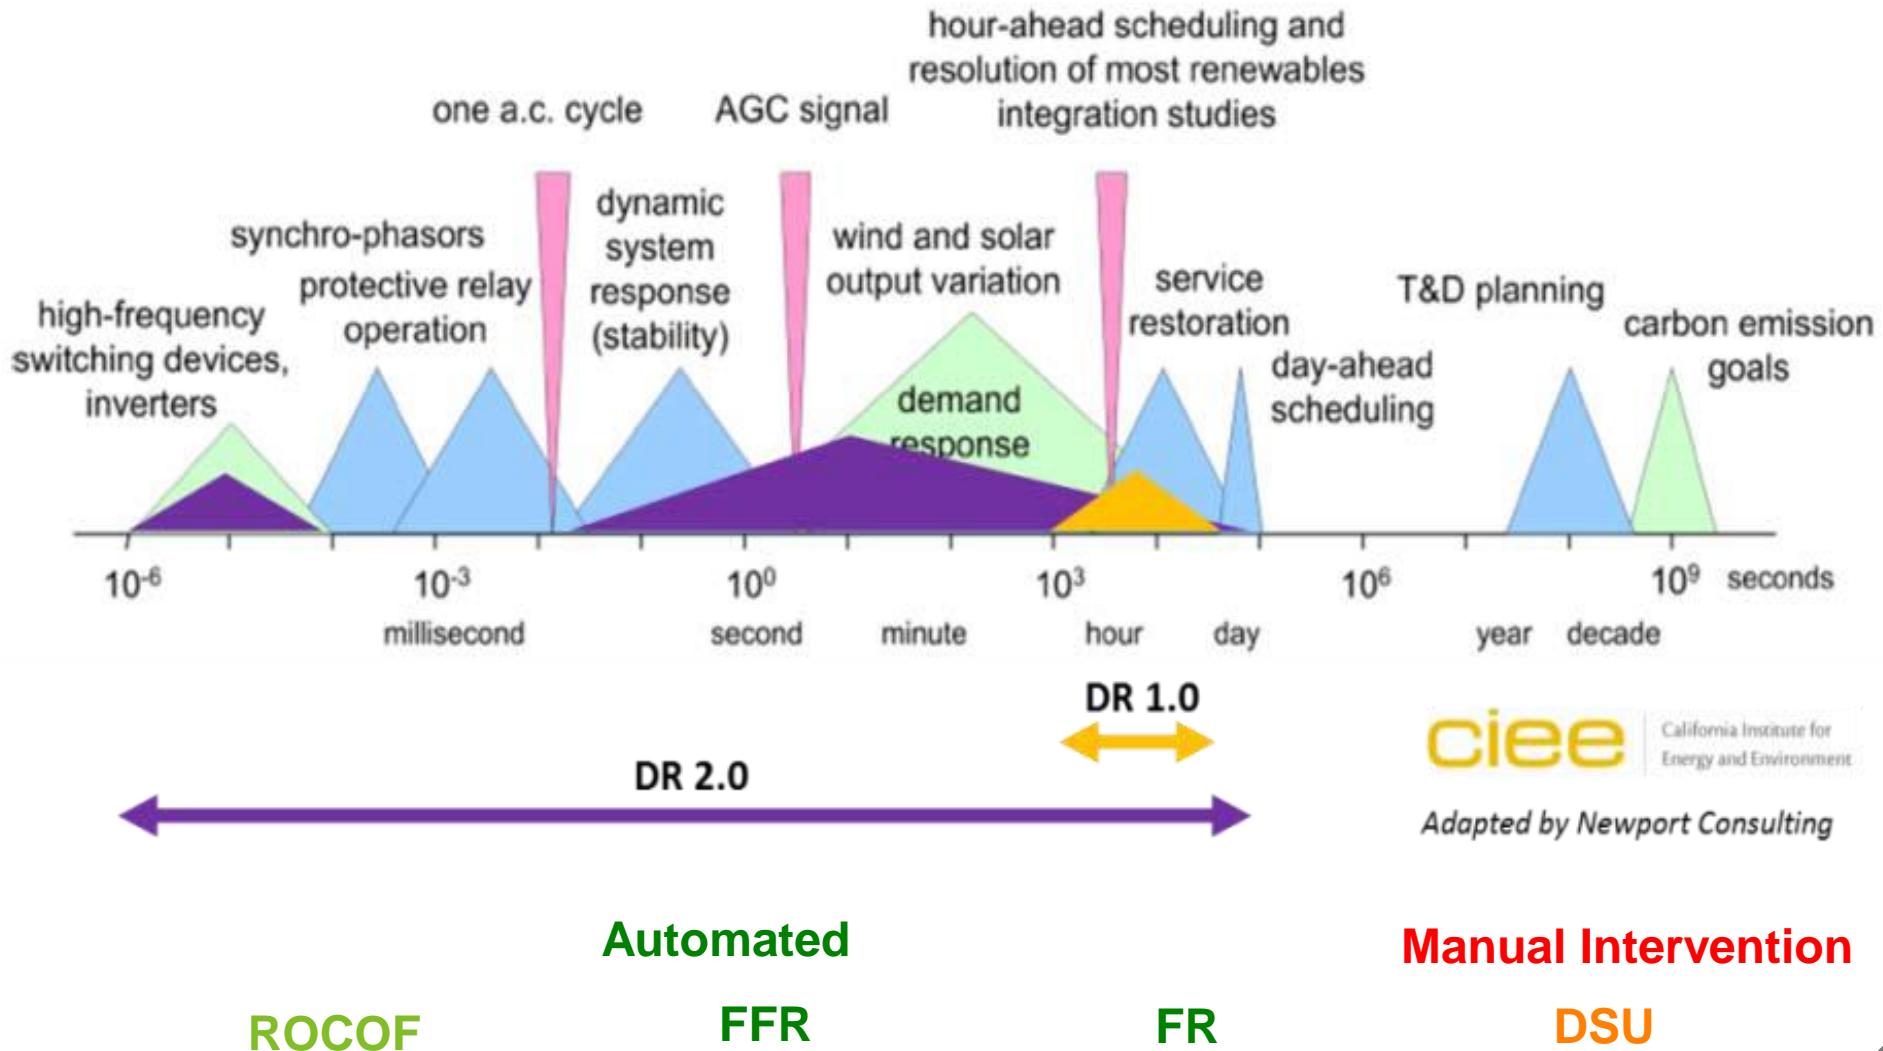 hour-ahead scheduling and
resolution of most renewables
integration studies
one a.c. cycle
AGC signal
dynamic
system
response
(stability)
synchro-phasors
protective relay
operation
wind and solar
output variation
service
restoration
T&D planning
high-frequency
switching devices,
inverters
carbon emission
goals
day-ahead
scheduling
demand
response
10-6 10-3 100 103 106 109 seconds
millisecond second minute hour day year decade
DR 1.0
DR 2.0
ciee
California Institute for
Energy and Environment
Adapted by Newport Consulting
Automated
Manual Intervention
ROCOF FFR FR DSU